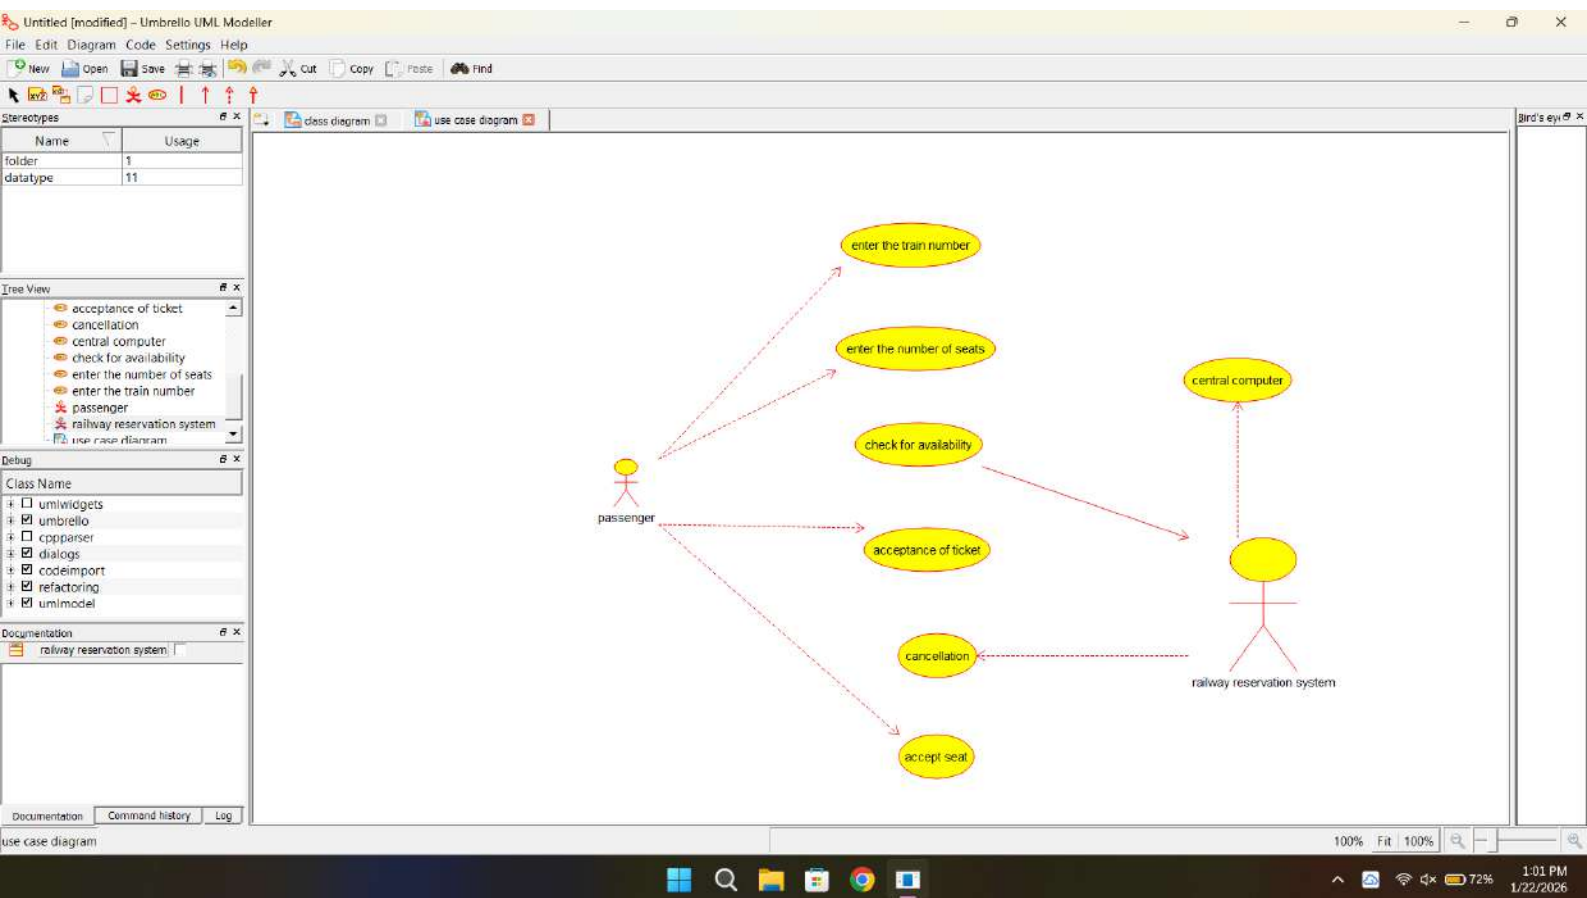 Untitled [modified] – Umbrello UML Modeller
File Edit Diagram Code Settings Help
New Open Save Cut Copy Paste Find
Stereotypes
class diagram
use case diagram
Bird's eye
Name Usage
folder 1
datatype 11
Tree View
acceptance of ticket
cancellation
central computer
check for availability
enter the number of seats
enter the train number
passenger
railway reservation system
use case diagram
Debug
Class Name
umlwidgets
umbrello
cppparser
dialogs
codeimport
refactoring
umlmodel
Documentation
railway reservation system
Documentation Command history Log
enter the train number
enter the number of seats
central computer
check for availability
passenger
acceptance of ticket
cancellation
railway reservation system
accept seat
use case diagram
100% Fit 100%
72%
1:01 PM
1/22/2026